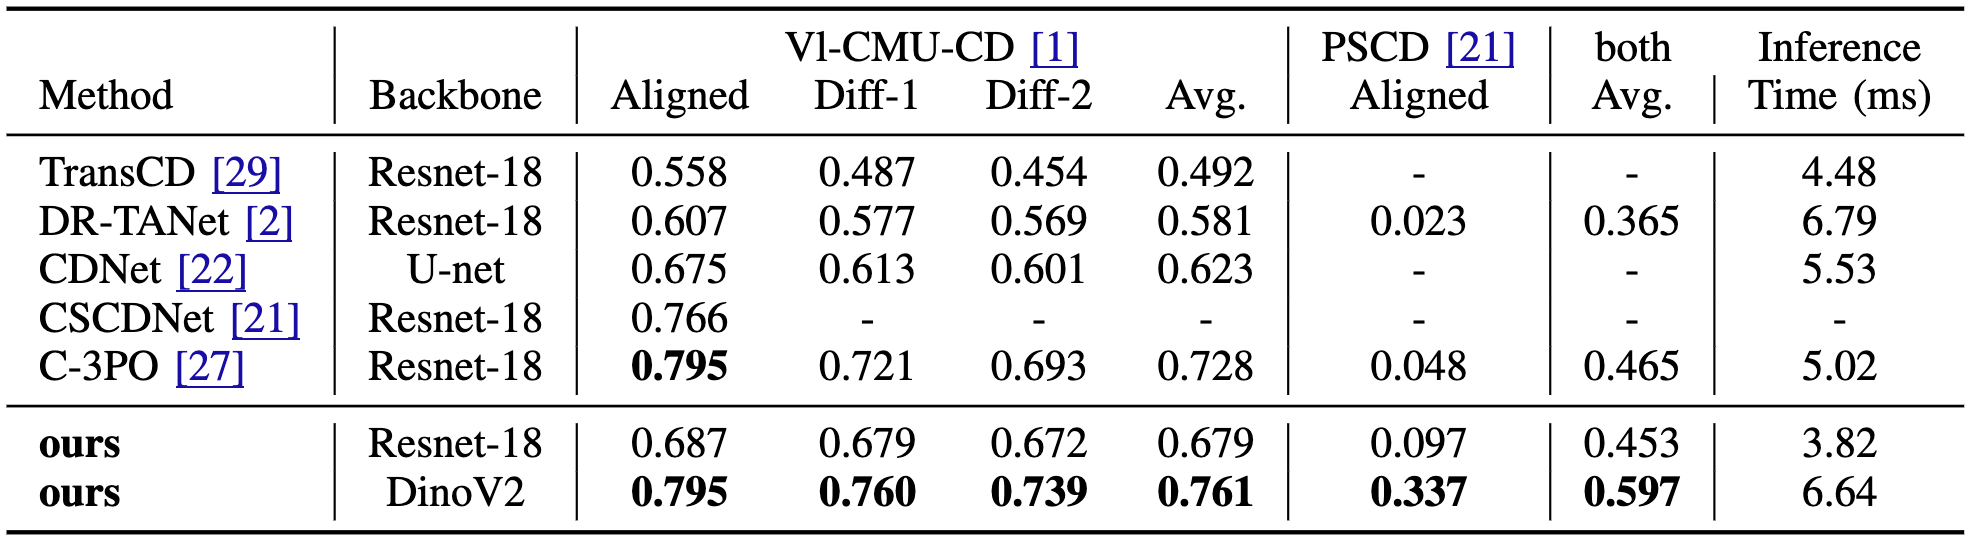 Vl-CMU-CD [1] PSCD [21] both Inference
Method Backbone Aligned Diff-1 Diff-2 Avg. Aligned Avg. Time (ms)
TransCD [29] Resnet-18 0.558 0.487 0.454 0.492 - - 4.48
DR-TANet [2] Resnet-18 0.607 0.577 0.569 0.581 0.023 0.365 6.79
CDNet [22] U-net 0.675 0.613 0.601 0.623 - - 5.53
CSCDNet [21] Resnet-18 0.766 - - - - - -
C-3PO [27] Resnet-18 0.795 0.721 0.693 0.728 0.048 0.465 5.02
ours Resnet-18 0.687 0.679 0.672 0.679 0.097 0.453 3.82
ours DinoV2 0.795 0.760 0.739 0.761 0.337 0.597 6.64